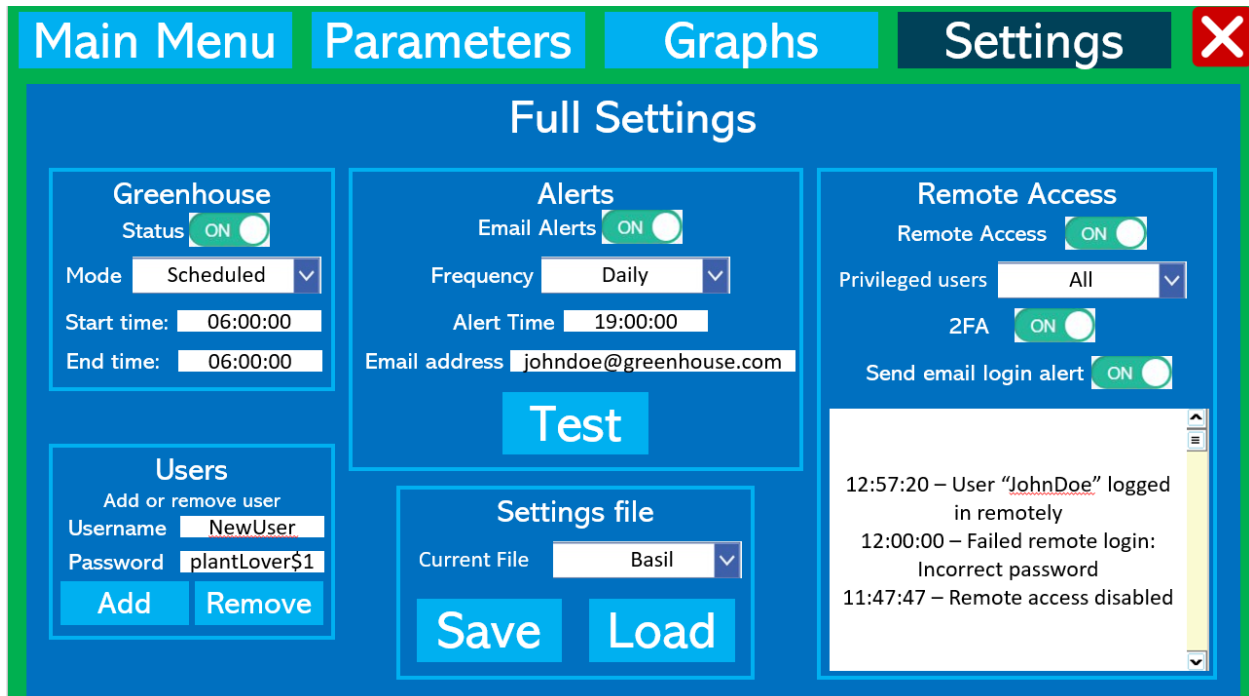 Main Menu
Parameters
Graphs
Settings
Full Settings
Greenhouse
Status ON
Mode Scheduled
Start time: 06:00:00
End time: 06:00:00
Users
Add or remove user
Username NewUser
Password plantLover$1
Add Remove
Alerts
Email Alerts ON
Frequency Daily
Alert Time 19:00:00
Email address johndoe@greenhouse.com
Test
Settings file
Current File Basil
Save Load
Remote Access
Remote Access ON
Privileged users All
2FA ON
Send email login alert ON
12:57:20 – User “JohnDoe” logged
in remotely
12:00:00 – Failed remote login:
Incorrect password
11:47:47 – Remote access disabled